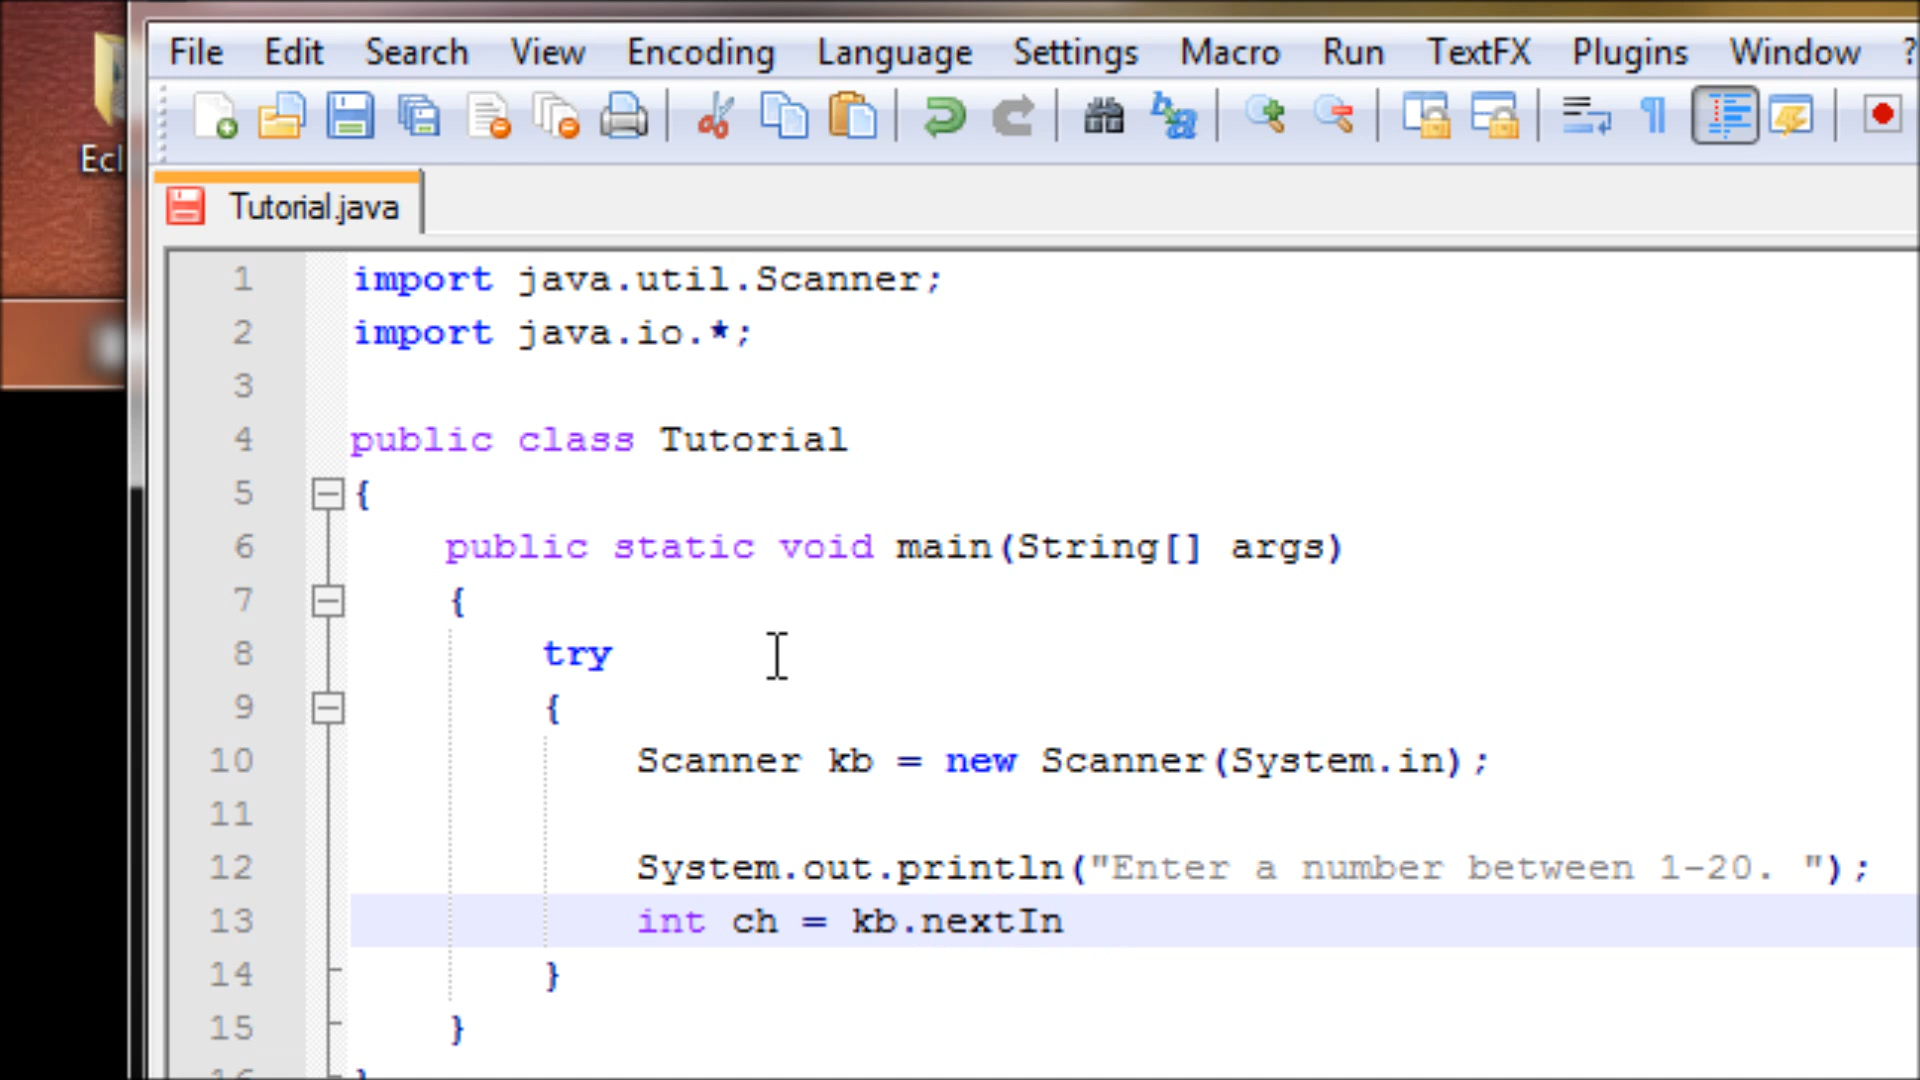 Ecl
File Edit Search View Encoding Language Settings Macro Run TextFX Plugins Window ?
Tutorial.java
1 import java.util.Scanner;
2 import java.io.*;
3
4 public class Tutorial
5 {
6 public static void main(String[] args)
7 {
8 try
9 {
10 Scanner kb = new Scanner(System.in);
11
12 System.out.println("Enter a number between 1-20. ");
13 int ch = kb.nextIn
14 }
15 }
16 }